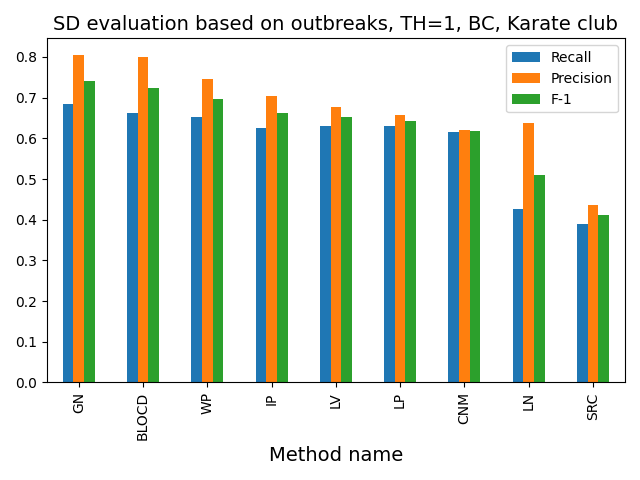 SD evaluation based on outbreaks, TH=1, BC, Karate club
Recall
Precision
F-1
0.8
0.7
0.6
0.5
0.4
0.3
0.2
0.1
0.0
GN
BLOCD
WP
IP
LV
LP
CNM
LN
SRC
Method name